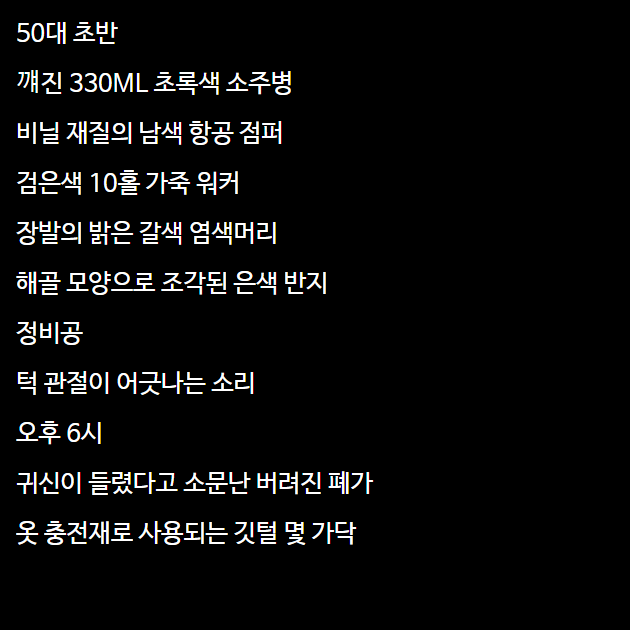 50대 초반
깨진 330ML 초록색 소주병
비닐 재질의 남색 항공 점퍼
검은색 10홀 가죽 워커
장발의 밝은 갈색 염색머리
해골 모양으로 조각된 은색 반지
정비공
턱 관절이 어긋나는 소리
오후 6시
귀신이 들렸다고 소문난 버려진 폐가
옷 충전재로 사용되는 깃털 몇 가닥